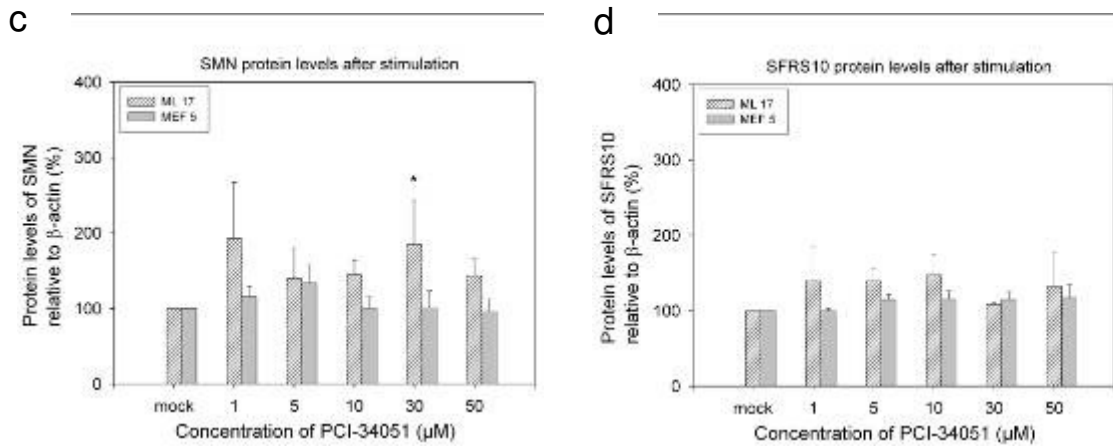 c
SMN protein levels after stimulation
400
300
200
100
0
ML 17
MEF 5
*
Protein levels of SMN
relative to β-actin (%)
mock 1 5 10 30 50
Concentration of PCI-34051 (µM)
d
SFRS10 protein levels after stimulation
400
300
200
100
0
ML 17
MEF 5
Protein levels of SFRS10
relative to β-actin (%)
mock 1 5 10 30 50
Concentration of PCI-34051 (µM)